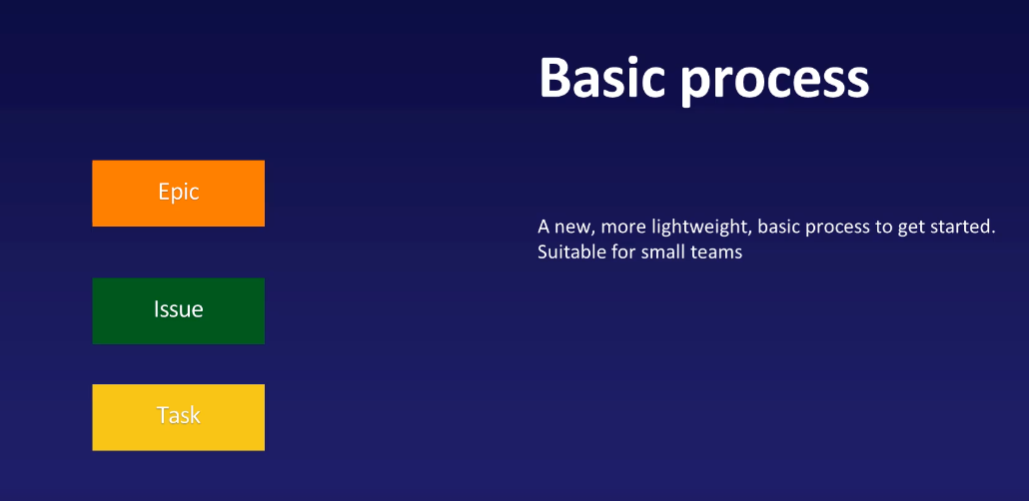 Basic process
Epic
A new, more lightweight, basic process to get started.
Suitable for small teams
Issue
Task